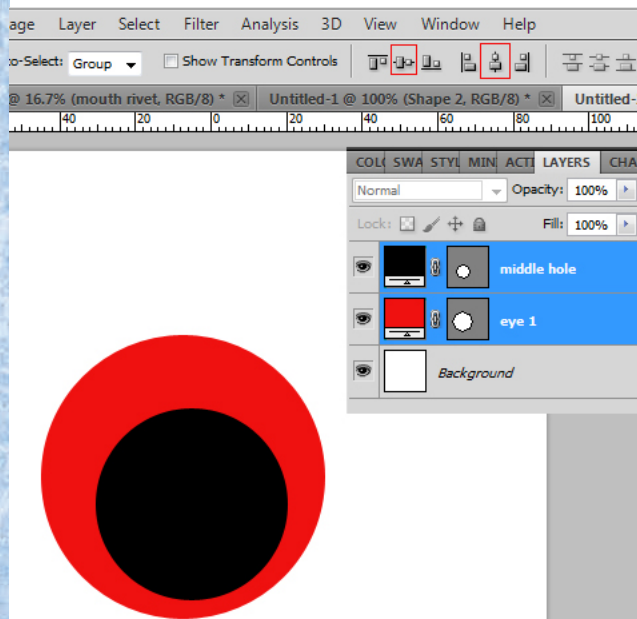 age Layer Select Filter Analysis 3D View Window Help
to-Select: Group Show Transform Controls
@ 16.7% (mouth rivet, RGB/8) * Untitled-1 @ 100% (Shape 2, RGB/8) * Untitled-
40 20 0 20 40 60 80 100
COL SWA STYL MIN ACTI LAYERS CHA
Normal Opacity: 100%
Lock: Fill: 100%
middle hole
eye 1
Background